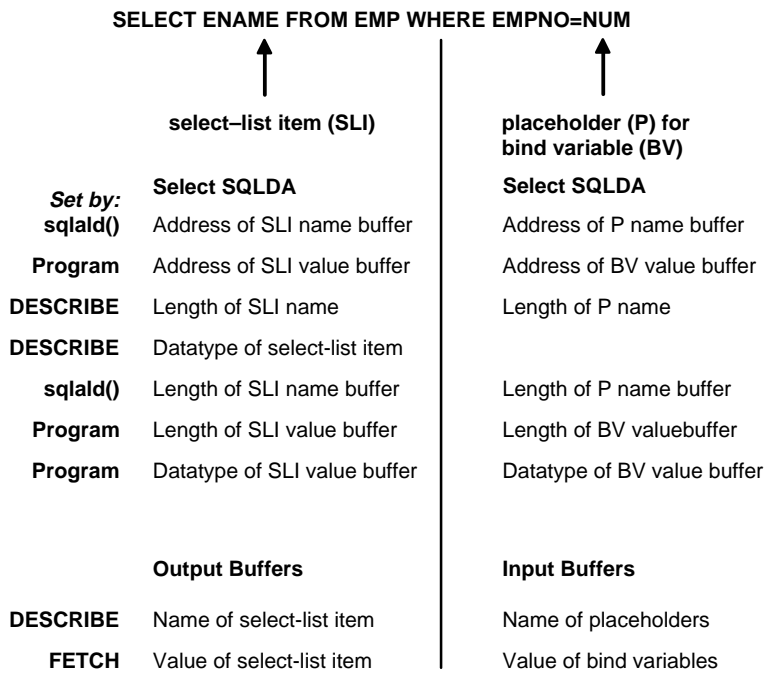 SELECT ENAME FROM EMP WHERE EMPNO=NUM
select–list item (SLI)
placeholder (P) for
bind variable (BV)
Set by:
Select SQLDA
Select SQLDA
sqlald() Address of SLI name buffer Address of P name buffer
Program Address of SLI value buffer Address of BV value buffer
DESCRIBE Length of SLI name Length of P name
DESCRIBE Datatype of select-list item
sqlald() Length of SLI name buffer Length of P name buffer
Program Length of SLI value buffer Length of BV valuebuffer
Program Datatype of SLI value buffer Datatype of BV value buffer
Output Buffers Input Buffers
DESCRIBE Name of select-list item Name of placeholders
FETCH Value of select-list item Value of bind variables